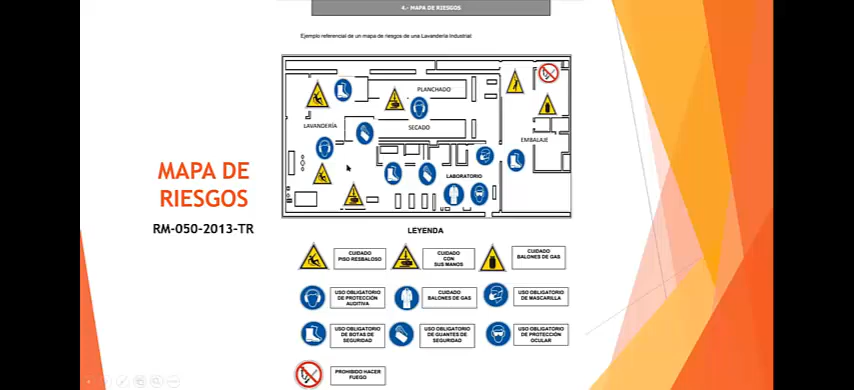 4.- MAPA DE RIESGOS
Ejemplo referencial de un mapa de riesgos de una Lavandería Industrial
MAPA DE
RIESGOS
RM-050-2013-TR
PLANCHADO
LAVANDERÍA
SECADO
EMBALAJE
LABORATORIO
LEYENDA
CUIDADO
PISO RESBALOSO
CUIDADO
CON
SUS MANOS
CUIDADO
BALONES DE GAS
USO OBLIGATORIO
DE PROTECCIÓN
AUDITIVA
CUIDADO
BALONES DE GAS
USO OBLIGATORIO
DE MASCARILLA
USO OBLIGATORIO
DE BOTAS DE
SEGURIDAD
USO OBLIGATORIO
DE GUANTES DE
SEGURIDAD
USO OBLIGATORIO
DE PROTECCIÓN
OCULAR
PROHIBIDO HACER
FUEGO